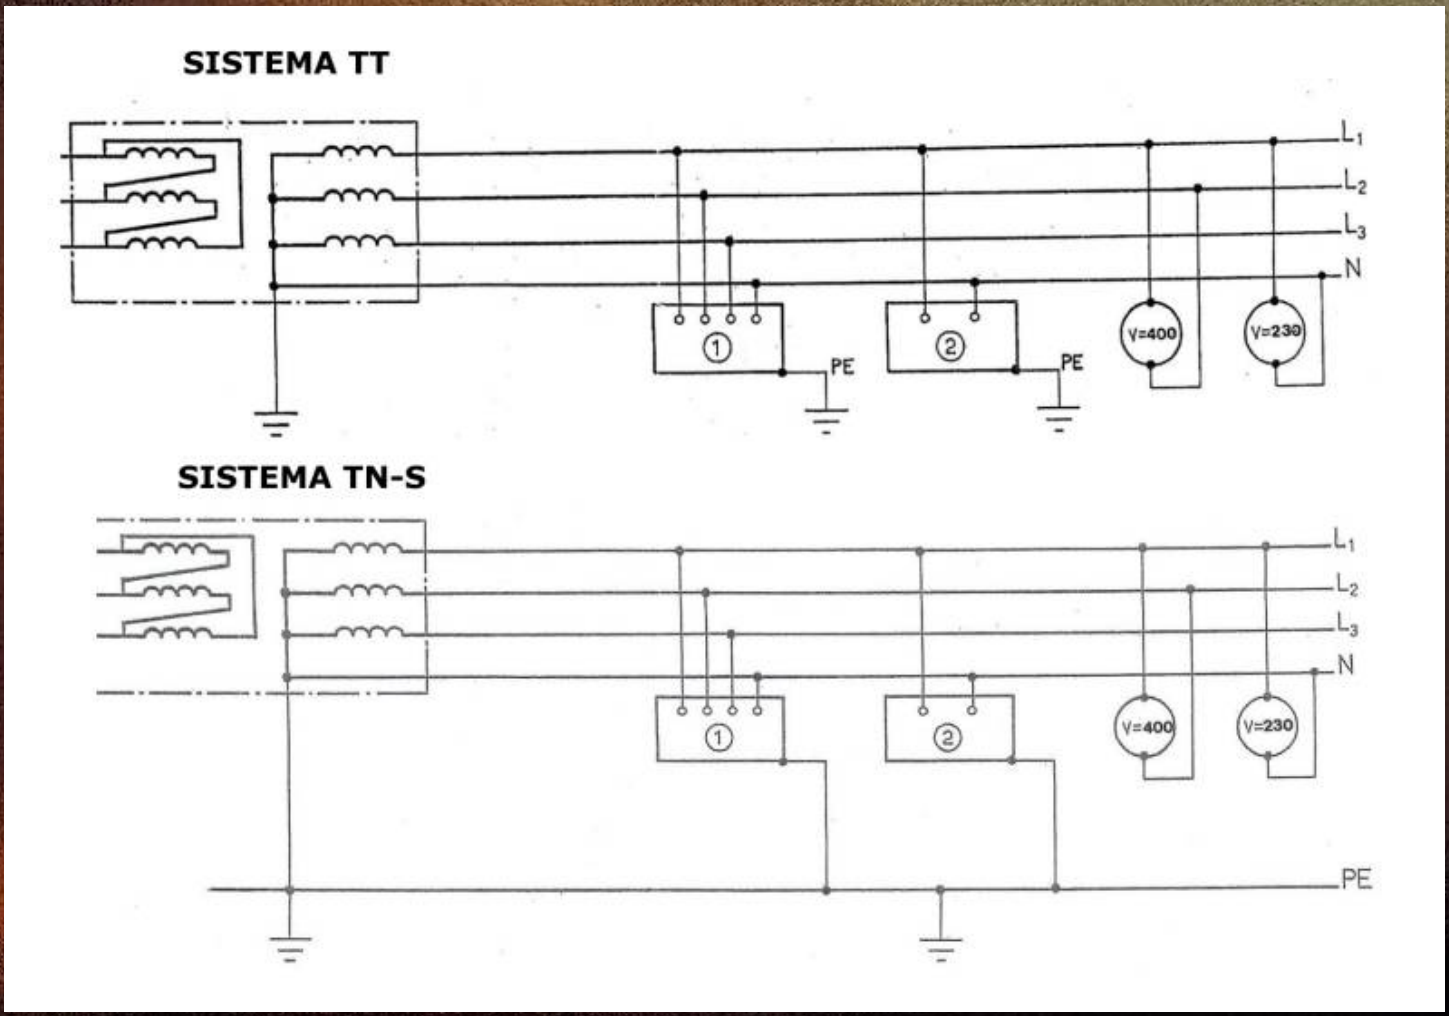 SISTEMA TT
L1
L2
L3
N
V=400
V=230
1
PE
2
PE
SISTEMA TN-S
L1
L2
L3
N
V=400
V=230
1
2
PE